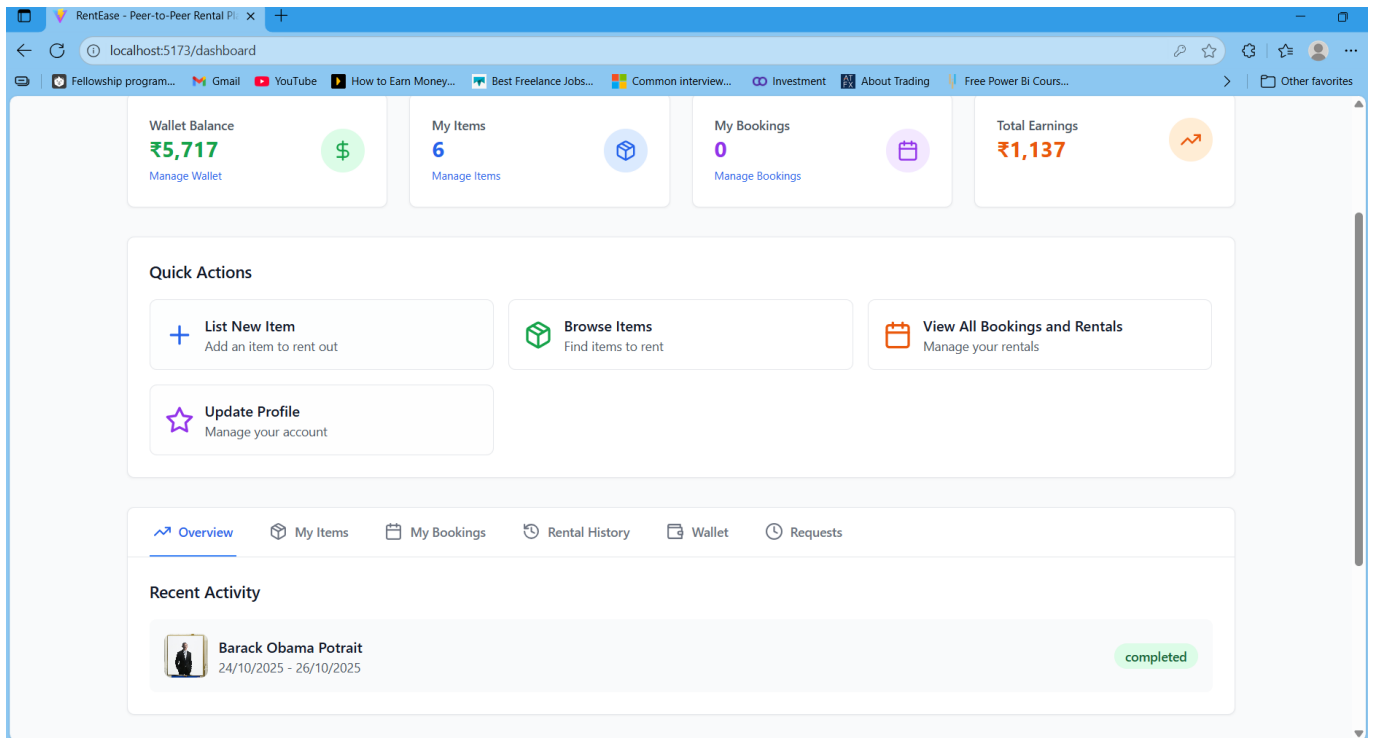 RentEase - Peer-to-Peer Rental Pl
localhost:5173/dashboard
Fellowship program... Gmail YouTube How to Earn Money... Best Freelance Jobs... Common interview... Investment About Trading Free Power Bi Cours... Other favorites
Wallet Balance My Items My Bookings Total Earnings
₹5,717 6 0 ₹1,137
Manage Wallet Manage Items Manage Bookings
Quick Actions
List New Item Browse Items View All Bookings and Rentals
Add an item to rent out Find items to rent Manage your rentals
Update Profile
Manage your account
Overview My Items My Bookings Rental History Wallet Requests
Recent Activity
Barack Obama Potrait
24/10/2025 - 26/10/2025
completed